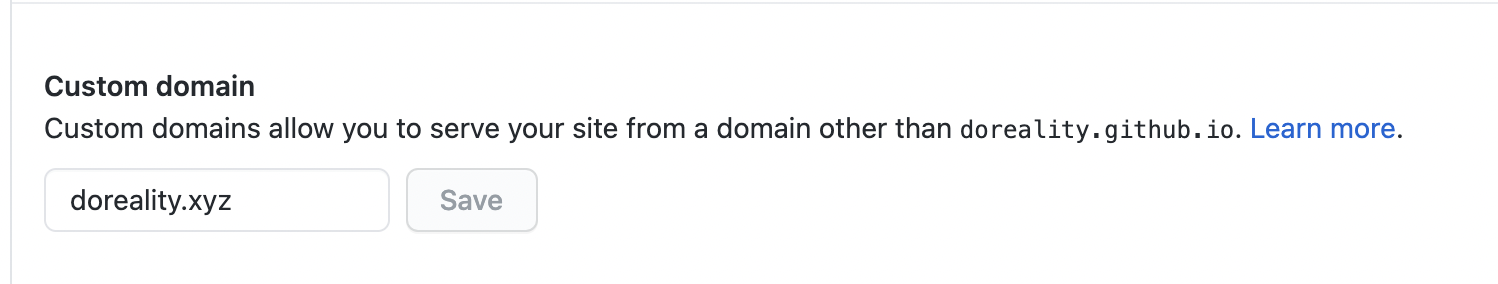 Custom domain
Custom domains allow you to serve your site from a domain other than doreality.github.io. Learn more.
doreality.xyz Save